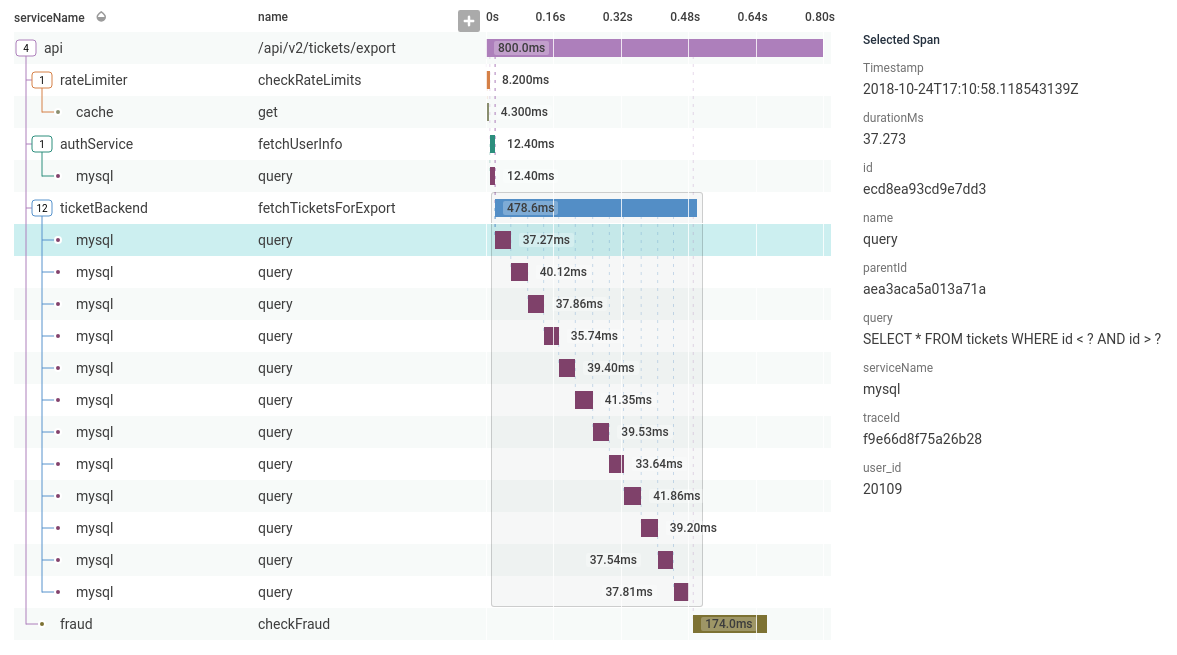 serviceName name + 0s 0.16s 0.32s 0.48s 0.64s 0.80s
4 api /api/v2/tickets/export 800.0ms
1 rateLimiter checkRateLimits 8.200ms
cache get 4.300ms
1 authService fetchUserInfo 12.40ms
mysql query 12.40ms
12 ticketBackend fetchTicketsForExport 478.6ms
mysql query 37.27ms
mysql query 40.12ms
mysql query 37.86ms
mysql query 35.74ms
mysql query 39.40ms
mysql query 41.35ms
mysql query 39.53ms
mysql query 33.64ms
mysql query 41.86ms
mysql query 39.20ms
mysql query 37.54ms
mysql query 37.81ms
fraud checkFraud 174.0ms
Selected Span
Timestamp
2018-10-24T17:10:58.118543139Z
durationMs
37.273
id
ecd8ea93cd9e7dd3
name
query
parentId
aea3aca5a013a71a
query
SELECT * FROM tickets WHERE id < ? AND id > ?
serviceName
mysql
traceId
f9e66d8f75a26b28
user_id
20109